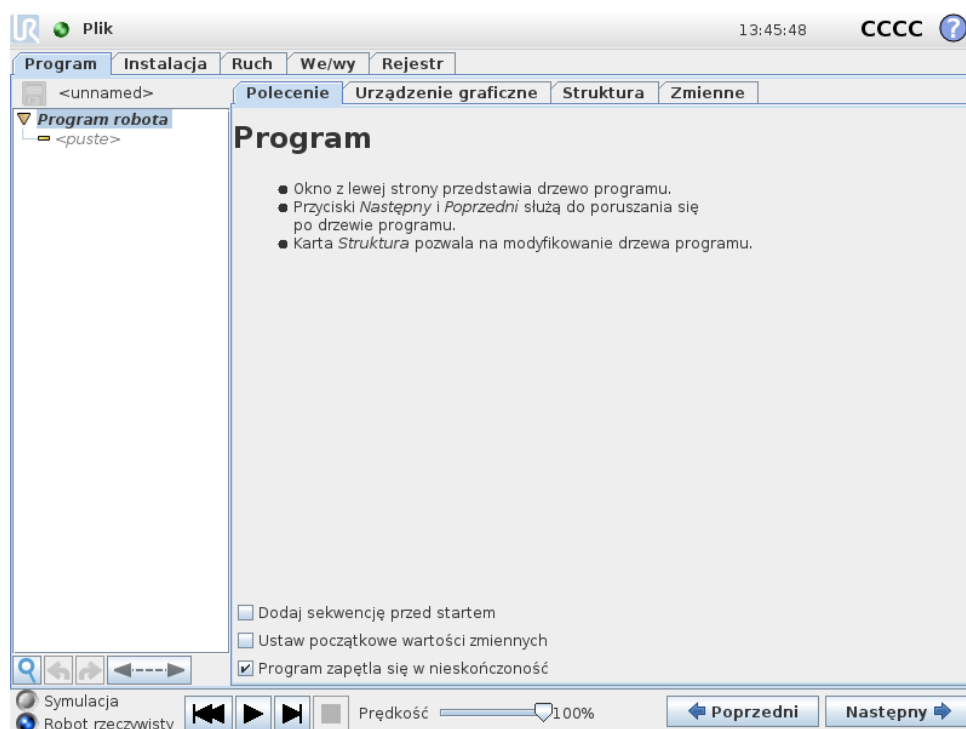 UR Plik 13:45:48 CCCC ?
Program Instalacja Ruch We/wy Rejestr
<unnamed> Polecenie Urządzenie graficzne Struktura Zmienne
Program robota
<puste>
Program
Okno z lewej strony przedstawia drzewo programu.
Przyciski Następny i Poprzedni służą do poruszania się
po drzewie programu.
Karta Struktura pozwala na modyfikowanie drzewa programu.
Dodaj sekwencję przed startem
Ustaw początkowe wartości zmiennych
Program zapętla się w nieskończoność
Symulacja
Robot rzeczywisty
Prędkość 100% Poprzedni Następny